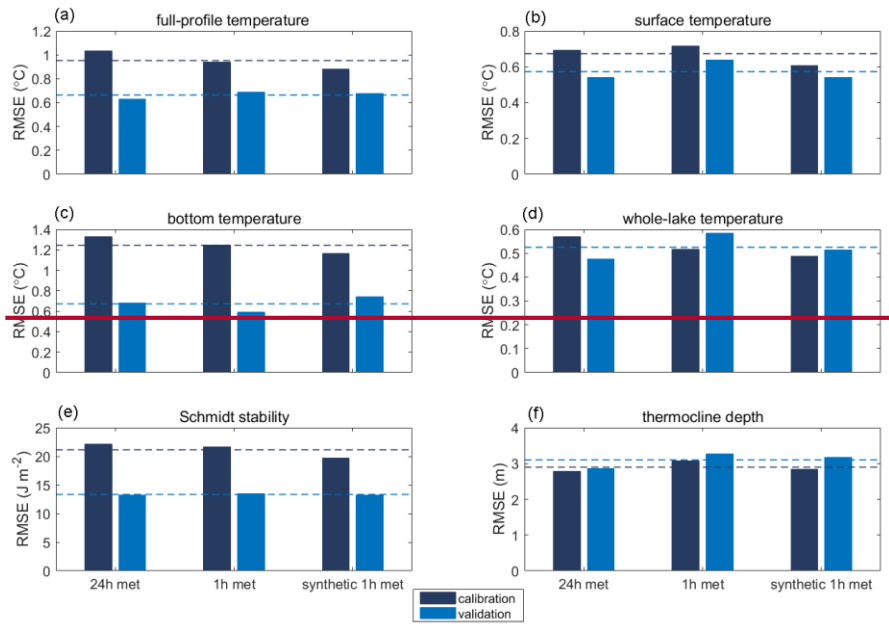 (a) full-profile temperature
RMSE (°C)
1.2
1
0.8
0.6
0.4
0.2
0
(b) surface temperature
RMSE (°C)
0.8
0.6
0.4
0.2
0
(c) bottom temperature
RMSE (°C)
1.4
1.2
1
0.8
0.6
0.4
0.2
0
(d) whole-lake temperature
RMSE (°C)
0.6
0.5
0.4
0.3
0.2
0.1
0
(e) Schmidt stability
RMSE (J m⁻²)
25
20
15
10
5
0
24h met 1h met synthetic 1h met
(f) thermocline depth
RMSE (m)
4
3
2
1
0
24h met 1h met synthetic 1h met
calibration
validation